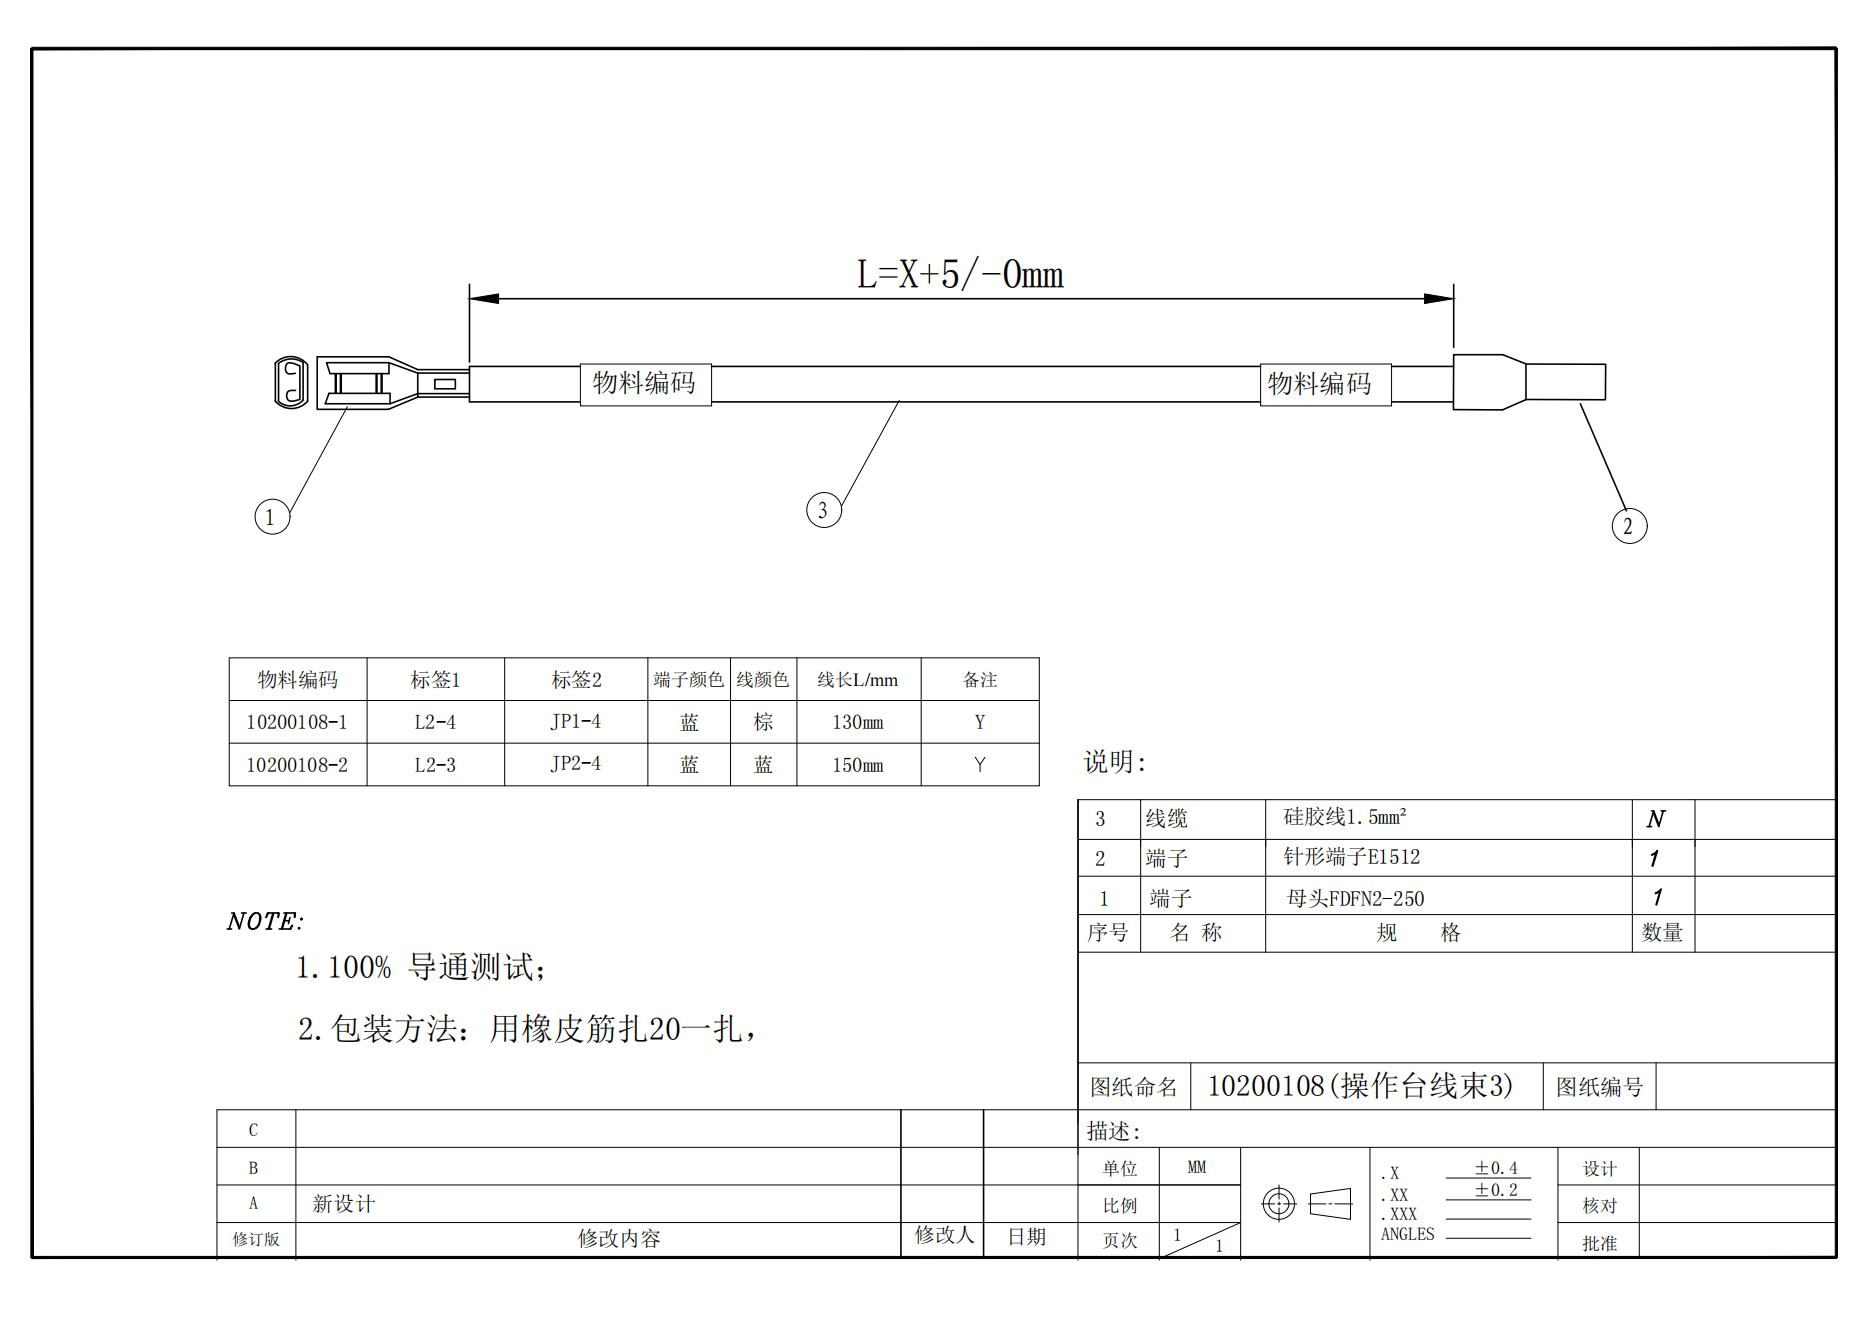 L=X+5/-0mm
物料编码 物料编码
1 3 2
物料编码 标签1 标签2 端子颜色 线颜色 线长L/mm 备注
10200108-1 L2-4 JP1-4 蓝 棕 130mm Y
10200108-2 L2-3 JP2-4 蓝 蓝 150mm Y
说明:
3 线缆 硅胶线1.5mm² N
2 端子 针形端子E1512 1
1 端子 母头FDFN2-250 1
序号 名 称 规 格 数量
NOTE:
1.100% 导通测试;
2.包装方法: 用橡皮筋扎20一扎,
图纸命名 10200108(操作台线束3) 图纸编号
描述:
C
B
A 新设计
修订版 修改内容 修改人 日期
单位 MM
比例
页次 1/1
.X ±0.4
.XX ±0.2
.XXX
ANGLES
设计
核对
批准